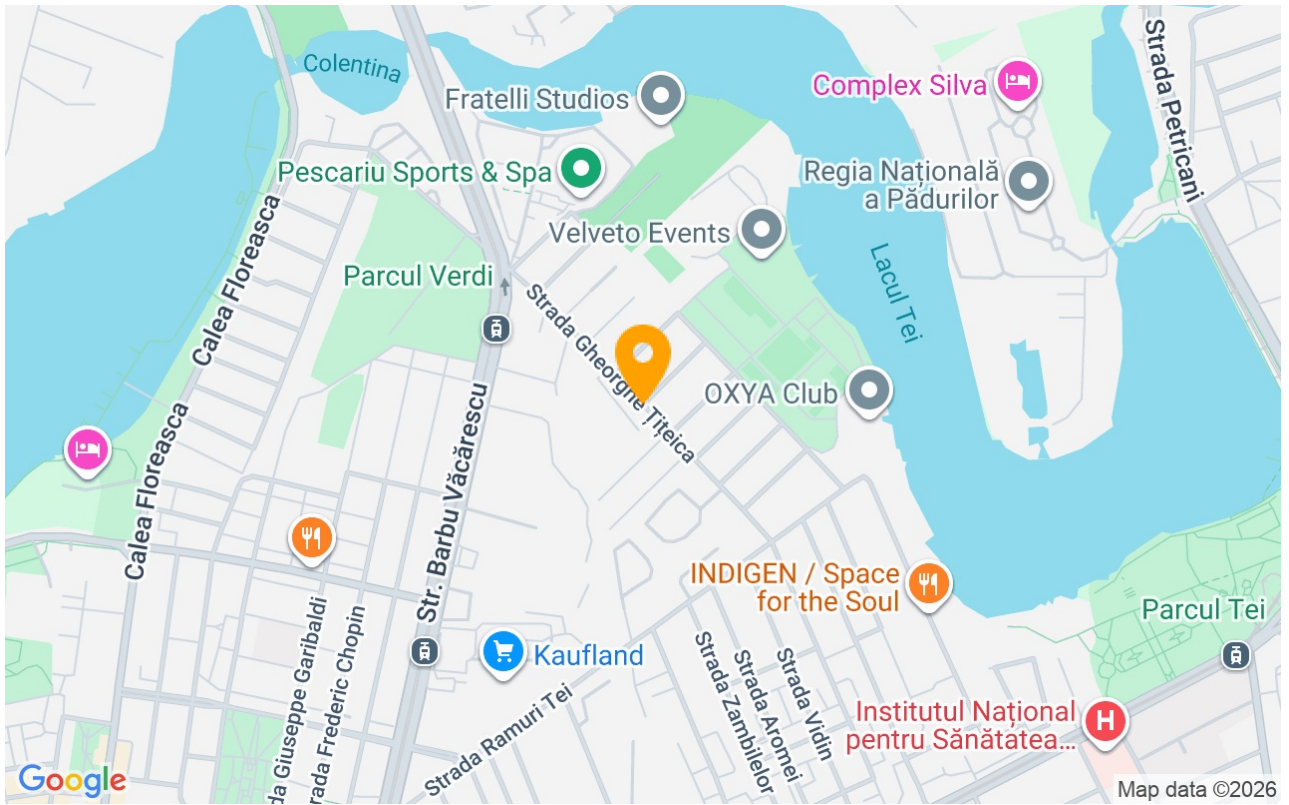 Colentina
Fratelli Studios
Complex Silva
Strada Petricani
Pescariu Sports & Spa
Regia Națională
a Pădurilor
Calea Floreasca
Velveto Events
Lacul Tei
Parcul Verdi
Strada Gheorghe Țițeica
OXYA Club
Calea Floreasca
Str. Barbu Văcărescu
INDIGEN / Space
for the Soul
Parcul Tei
Kaufland
da Giuseppe Garibaldi
rada Frederic Chopin
Strada Ramuri Tei
Strada Zambilelor
Strada Aromei
Strada Vidin
Institutul Național
pentru Sănătatea...
H
Google
Map data ©2026